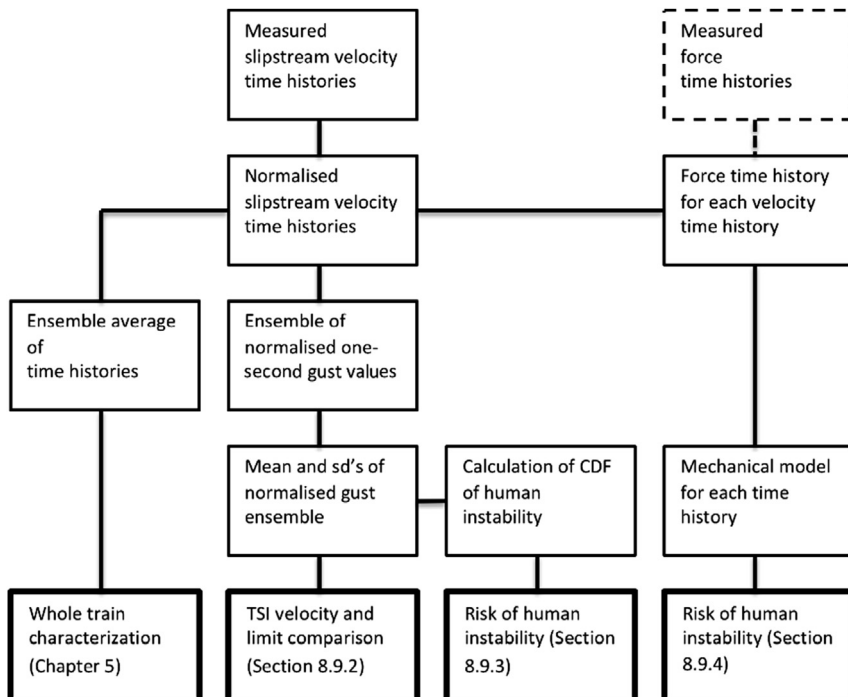 Measured
slipstream velocity
time histories
Measured
force
time histories
Normalised
slipstream velocity
time histories
Force time history
for each velocity
time history
Ensemble average
of
time histories
Ensemble of
normalised one-
second gust values
Mean and sd's of
normalised gust
ensemble
Calculation of CDF
of human
instability
Mechanical model
for each time
history
Whole train
characterization
(Chapter 5)
TSI velocity and
limit comparison
(Section 8.9.2)
Risk of human
instability (Section
8.9.3)
Risk of human
instability (Section
8.9.4)